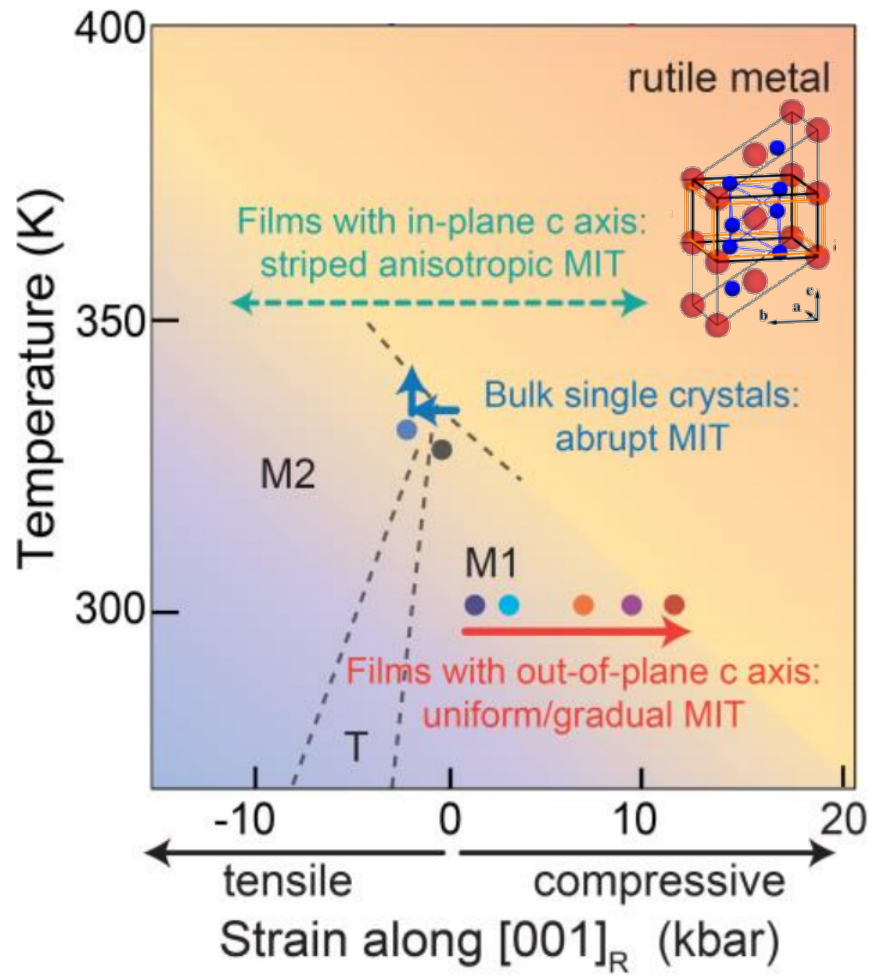 400
rutile metal
Films with in-plane c axis:
striped anisotropic MIT
c
a
b
350
Bulk single crystals:
abrupt MIT
M2
M1
300
Films with out-of-plane c axis:
uniform/gradual MIT
T
Temperature (K)
-10 0 10 20
tensile compressive
Strain along [001]R (kbar)